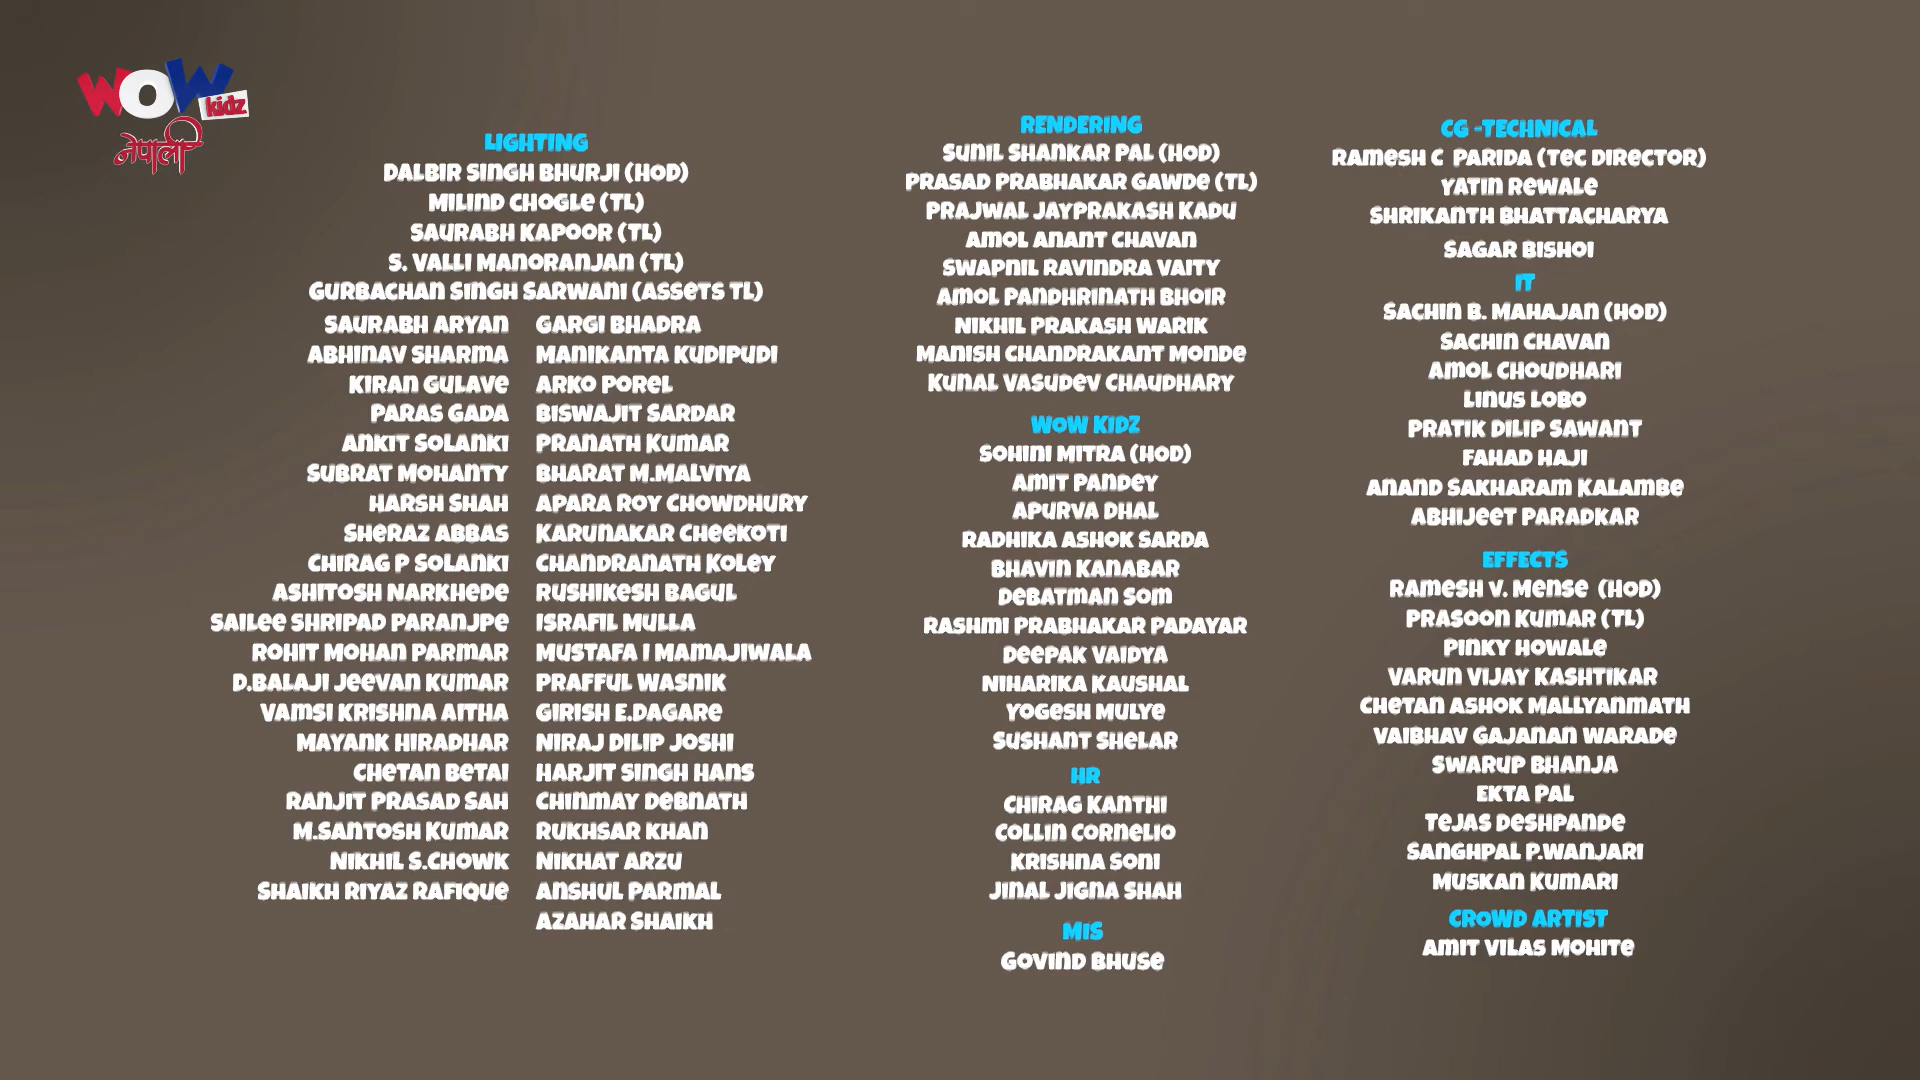 WOW
kidz
नेपाली
LIGHTING
DALBIR SINGH BHURJI (HOD)
MILIND CHOGLE (TL)
SAURABH KAPOOR (TL)
S. VALLI MANORANJAN (TL)
GURBACHAN SINGH SARWANI (ASSETS TL)
SAURABH ARYAN GARGI BHADRA
ABHINAV SHARMA MANIKANTA KUDIPUDI
KIRAN GULAVE ARKO POREL
PARAS GADA BISWAJIT SARDAR
ANKIT SOLANKI PRANATH KUMAR
SUBRAT MOHANTY BHARAT M.MALVIYA
HARSH SHAH APARA ROY CHOWDHURY
SHERAZ ABBAS KARUNAKAR CHEEKOTI
CHIRAG P SOLANKI CHANDRANATH KOLEY
ASHITOSH NARKHEDE RUSHIKESH BAGUL
SAILEE SHRIPAD PARANJPE ISRAFIL MULLA
ROHIT MOHAN PARMAR MUSTAFA I MAMAJIWALA
D.BALAJI JEEVAN KUMAR PRAFFUL WASNIK
VAMSI KRISHNA AITHA GIRISH E.DAGARE
MAYANK HIRADHAR NIRAJ DILIP JOSHI
CHETAN BETAI HARJIT SINGH HANS
RANJIT PRASAD SAH CHINMAY DEBNATH
M.SANTOSH KUMAR RUKHSAR KHAN
NIKHIL S.CHOWK NIKHAT ARZU
SHAIKH RIYAZ RAFIQUE ANSHUL PARMAL
AZAHAR SHAIKH
RENDERING
SUNIL SHANKAR PAL (HOD)
PRASAD PRABHAKAR GAWDE (TL)
PRAJWAL JAYPRAKASH KADU
AMOL ANANT CHAVAN
SWAPNIL RAVINDRA VAITY
AMOL PANDHRINATH BHOIR
NIKHIL PRAKASH WARIK
MANISH CHANDRAKANT MONDE
KUNAL VASUDEV CHAUDHARY
WOW KIDZ
SOHINI MITRA (HOD)
AMIT PANDEY
APURVA DHAL
RADHIKA ASHOK SARDA
BHAVIN KANABAR
DEBATMAN SOM
RASHMI PRABHAKAR PADAYAR
DEEPAK VAIDYA
NIHARIKA KAUSHAL
YOGESH MULYE
SUSHANT SHELAR
HR
CHIRAG KANTHI
COLLIN CORNELIO
KRISHNA SONI
JINAL JIGNA SHAH
MIS
GOVIND BHUSE
CG -TECHNICAL
RAMESH C PARIDA (TEC DIRECTOR)
YATIN REWALE
SHRIKANTH BHATTACHARYA
SAGAR BISHOI
IT
SACHIN B. MAHAJAN (HOD)
SACHIN CHAVAN
AMOL CHOUDHARI
LINUS LOBO
PRATIK DILIP SAWANT
FAHAD HAJI
ANAND SAKHARAM KALAMBE
ABHIJEET PARADKAR
EFFECTS
RAMESH V. MENSE (HOD)
PRASOON KUMAR (TL)
PINKY HOWALE
VARUN VIJAY KASHTIKAR
CHETAN ASHOK MALLYANMATH
VAIBHAV GAJANAN WARADE
SWARUP BHANJA
EKTA PAL
TEJAS DESHPANDE
SANGHPAL P.WANJARI
MUSKAN KUMARI
CROWD ARTIST
AMIT VILAS MOHITE